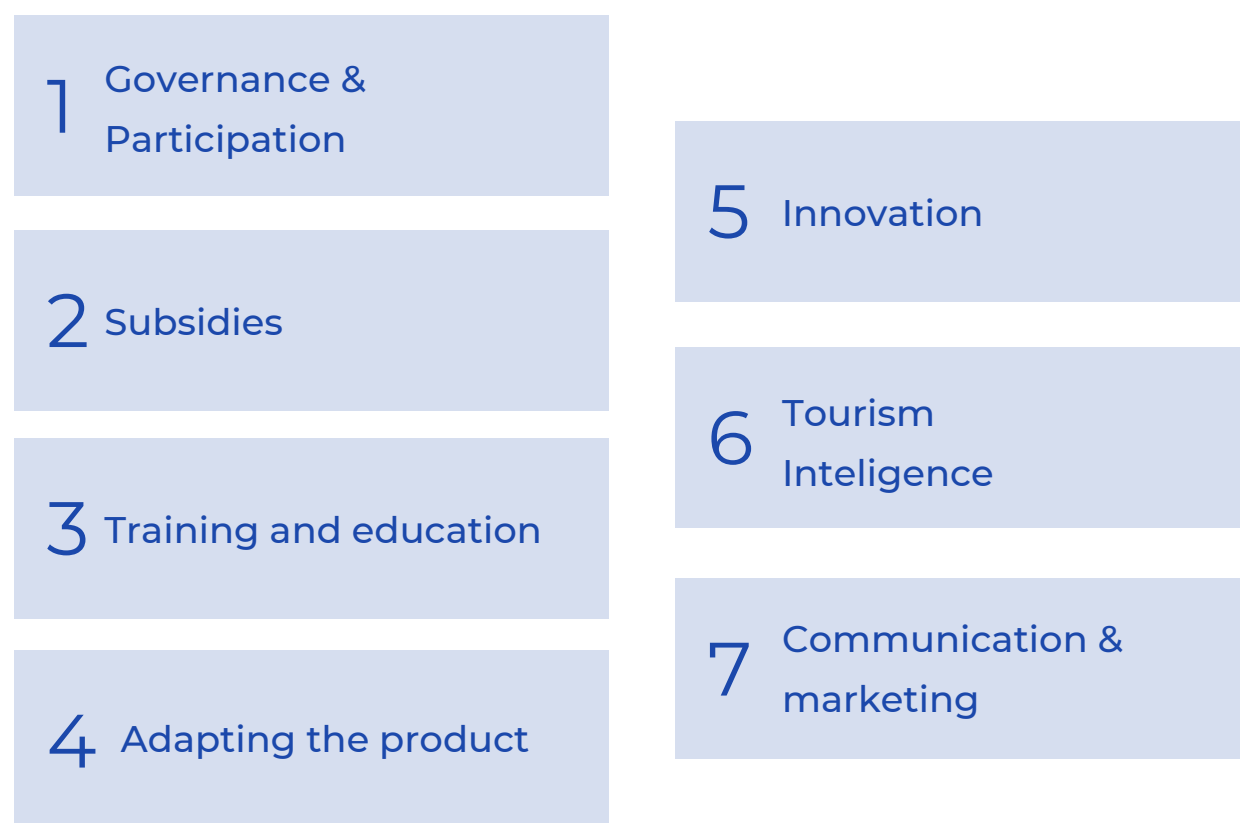 1 Governance &
Participation
2 Subsidies
3 Training and education
4 Adapting the product
5 Innovation
6 Tourism
Inteligence
7 Communication &
marketing